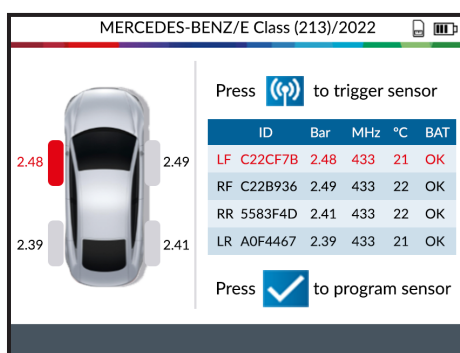 MERCEDES-BENZ/E Class (213)/2022
Press to trigger sensor
ID Bar MHz °C BAT
2.48 2.49
LF C22CF7B 2.48 433 21 OK
RF C22B936 2.49 433 22 OK
RR 5583F4D 2.41 433 22 OK
2.39 2.41
LR A0F4467 2.39 433 21 OK
Press to program sensor